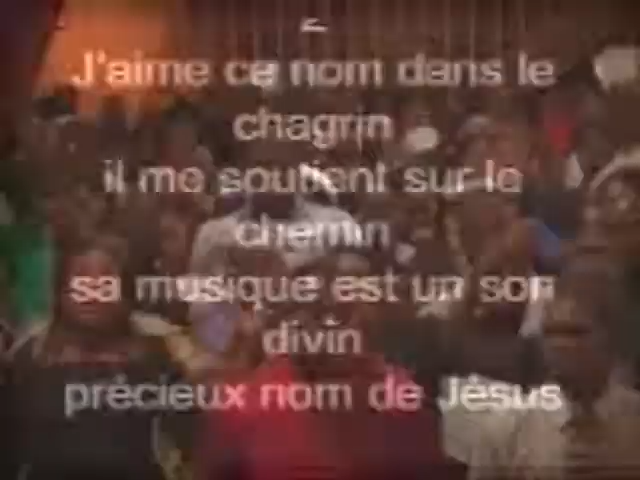 2
J'aime ce nom dans le
chagrin
il me soutient sur le
chemin
sa musique est un son
divin
précieux nom de Jésus